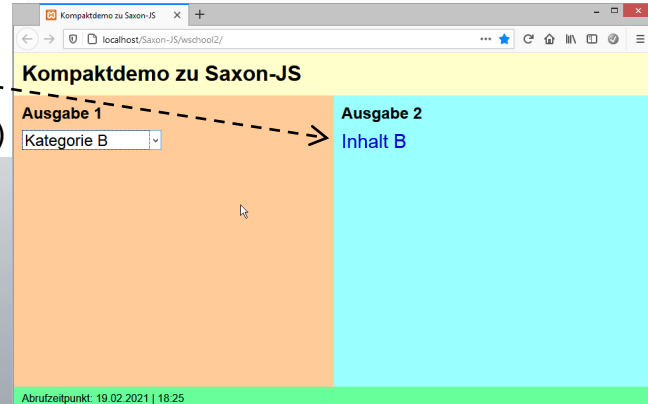 Kompaktdemo zu Saxon-JS
localhost/Saxon-JS/wschool2/
Kompaktdemo zu Saxon-JS
Ausgabe 1
Ausgabe 2
)
Kategorie B
Inhalt B
Abrufzeitpunkt: 19.02.2021 | 18:25